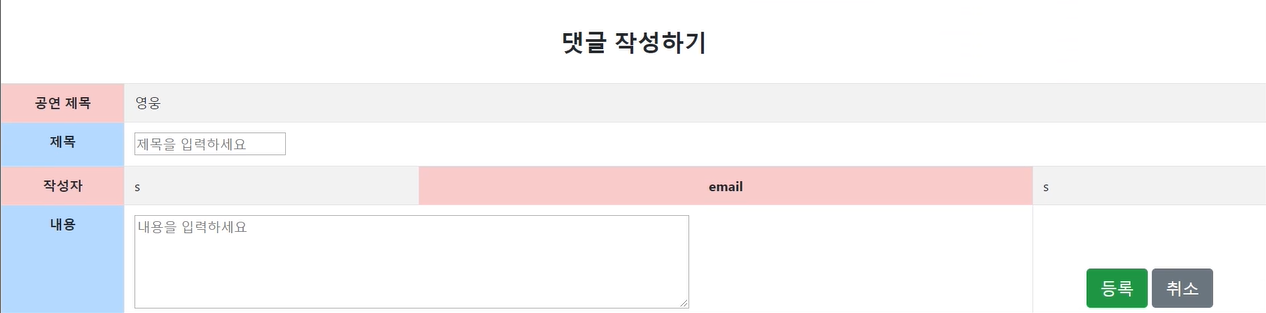 댓글 작성하기
공연 제목 영웅
제목 제목을 입력하세요
작성자 s email s
내용 내용을 입력하세요
등록 취소